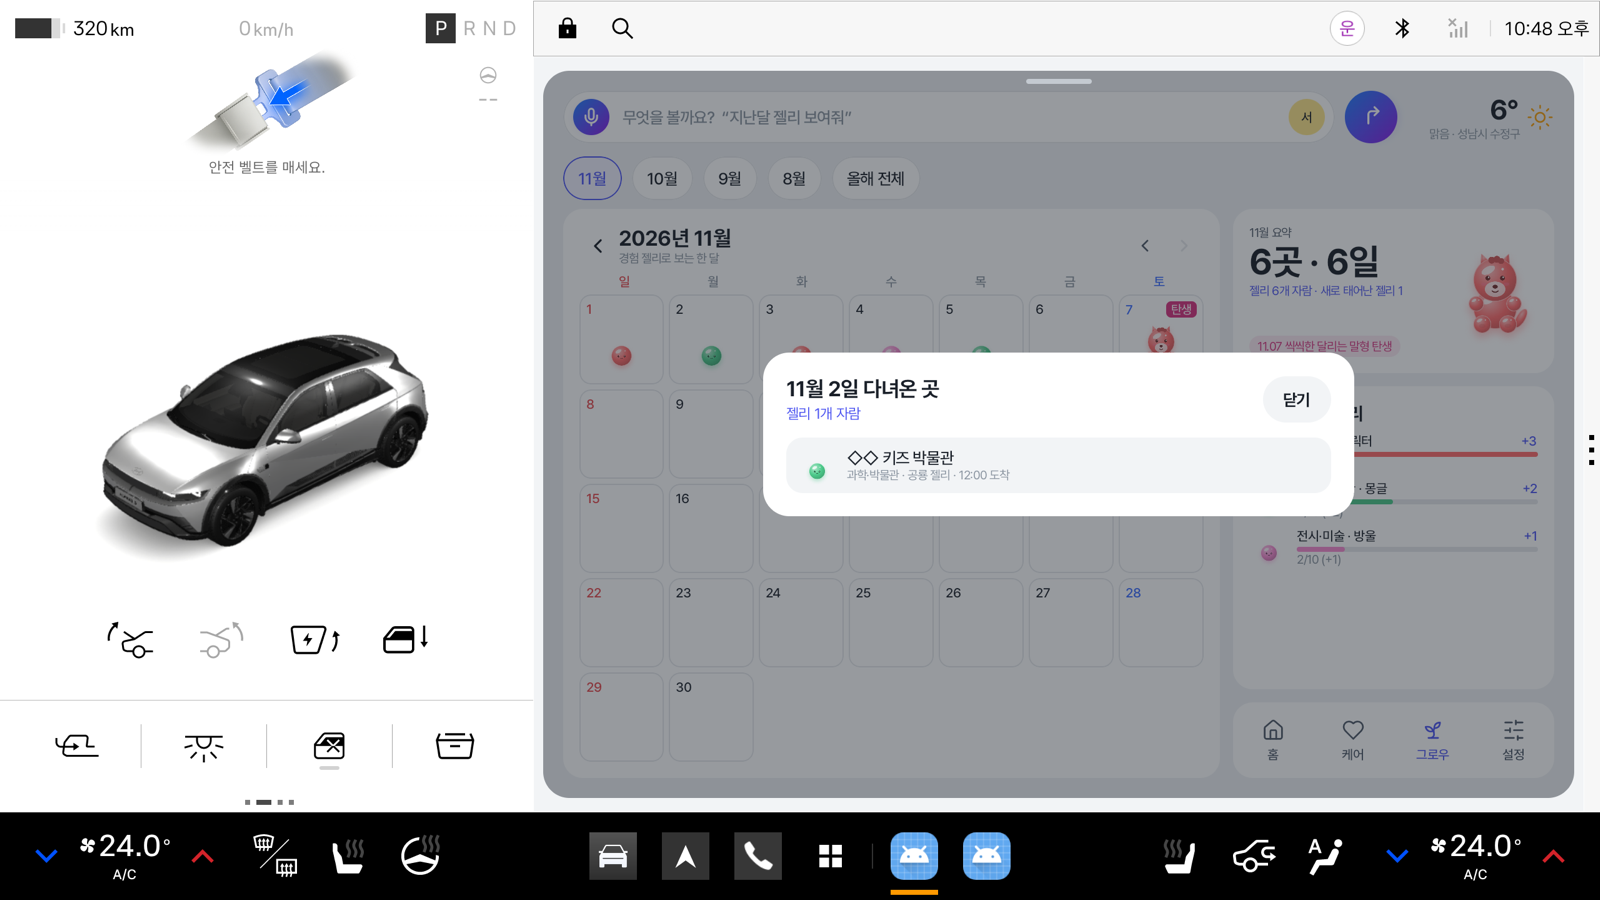 320 km
0 km/h
P R N D
안전 벨트를 매세요.
운
10:48 오후
무엇을 볼까요? “지난달 젤리 보여줘”
서
6°
맑음 · 성남시 수정구
11월
10월
9월
8월
올해 전체
2026년 11월
경험 젤리로 보는 한 달
일 월 화 수 목 금 토
1 2 3 4 5 6 7 탄생
8 9
15 16
22 23 24 25 26 27 28
29 30
11월 요약
6곳 · 6일
젤리 6개 자람 · 새로 태어난 젤리 1
11.07 씩씩한 달리는 말형 탄생
11월 2일 다녀온 곳
젤리 1개 자람
닫기
◇◇ 키즈 박물관
과학·박물관 · 공룡 젤리 · 12:00 도착
리
릭터 +3
· 몽글 +2
전시·미술 · 방울 +1
2/10 (+1)
홈
케어
그로우
설정
24.0°
A/C
A
24.0°
A/C